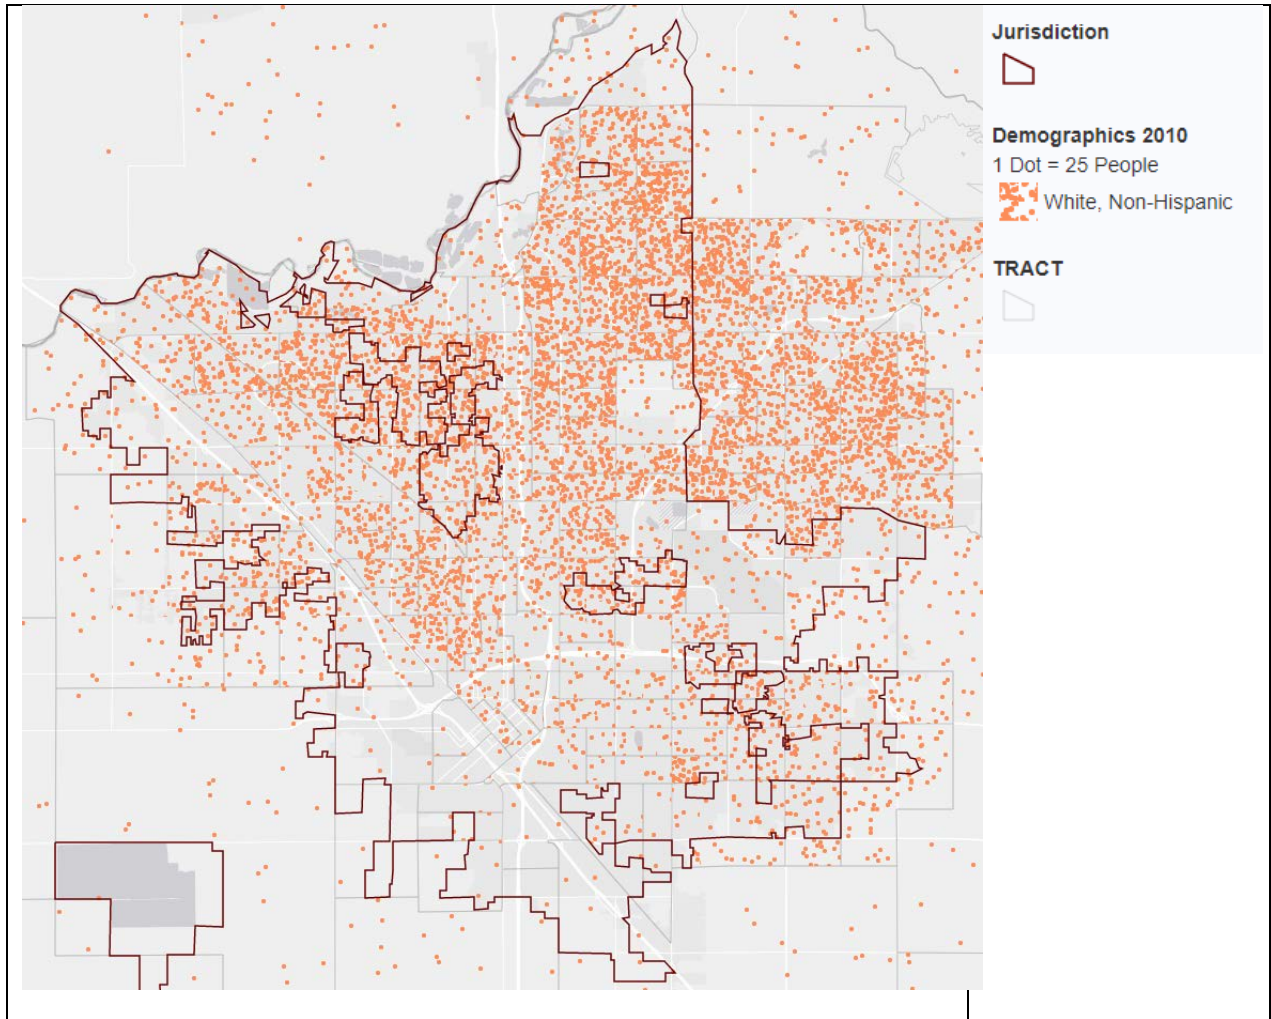 Jurisdiction
Demographics 2010
1 Dot = 25 People
White, Non-Hispanic
TRACT